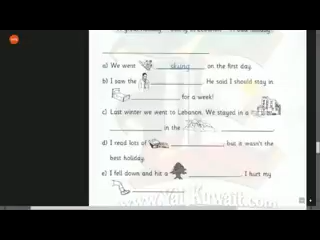 a) We went skiing on the first day
b) I saw the . He said I should stay in
for a week!
c) Last winter we went to Lebanon. We stayed in a
in the
d) I read lots of , but it wasn't the
best holiday.
e) I fell down and hit a . I hurt my